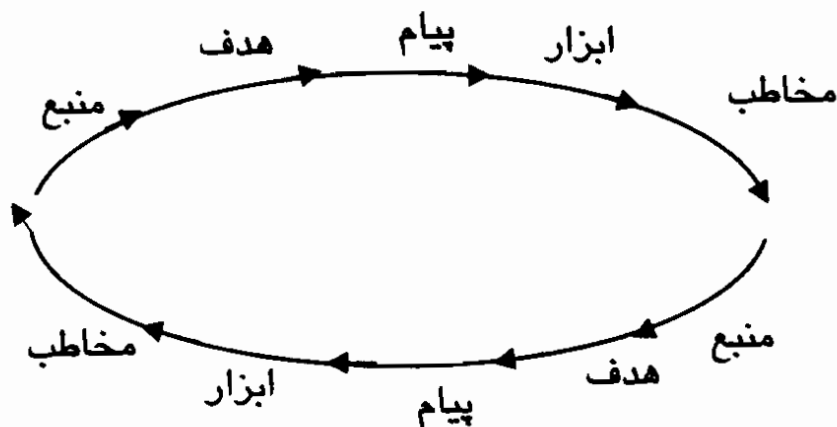 منبع
هدف
پیام
ابزار
مخاطب
منبع
هدف
پیام
ابزار
مخاطب